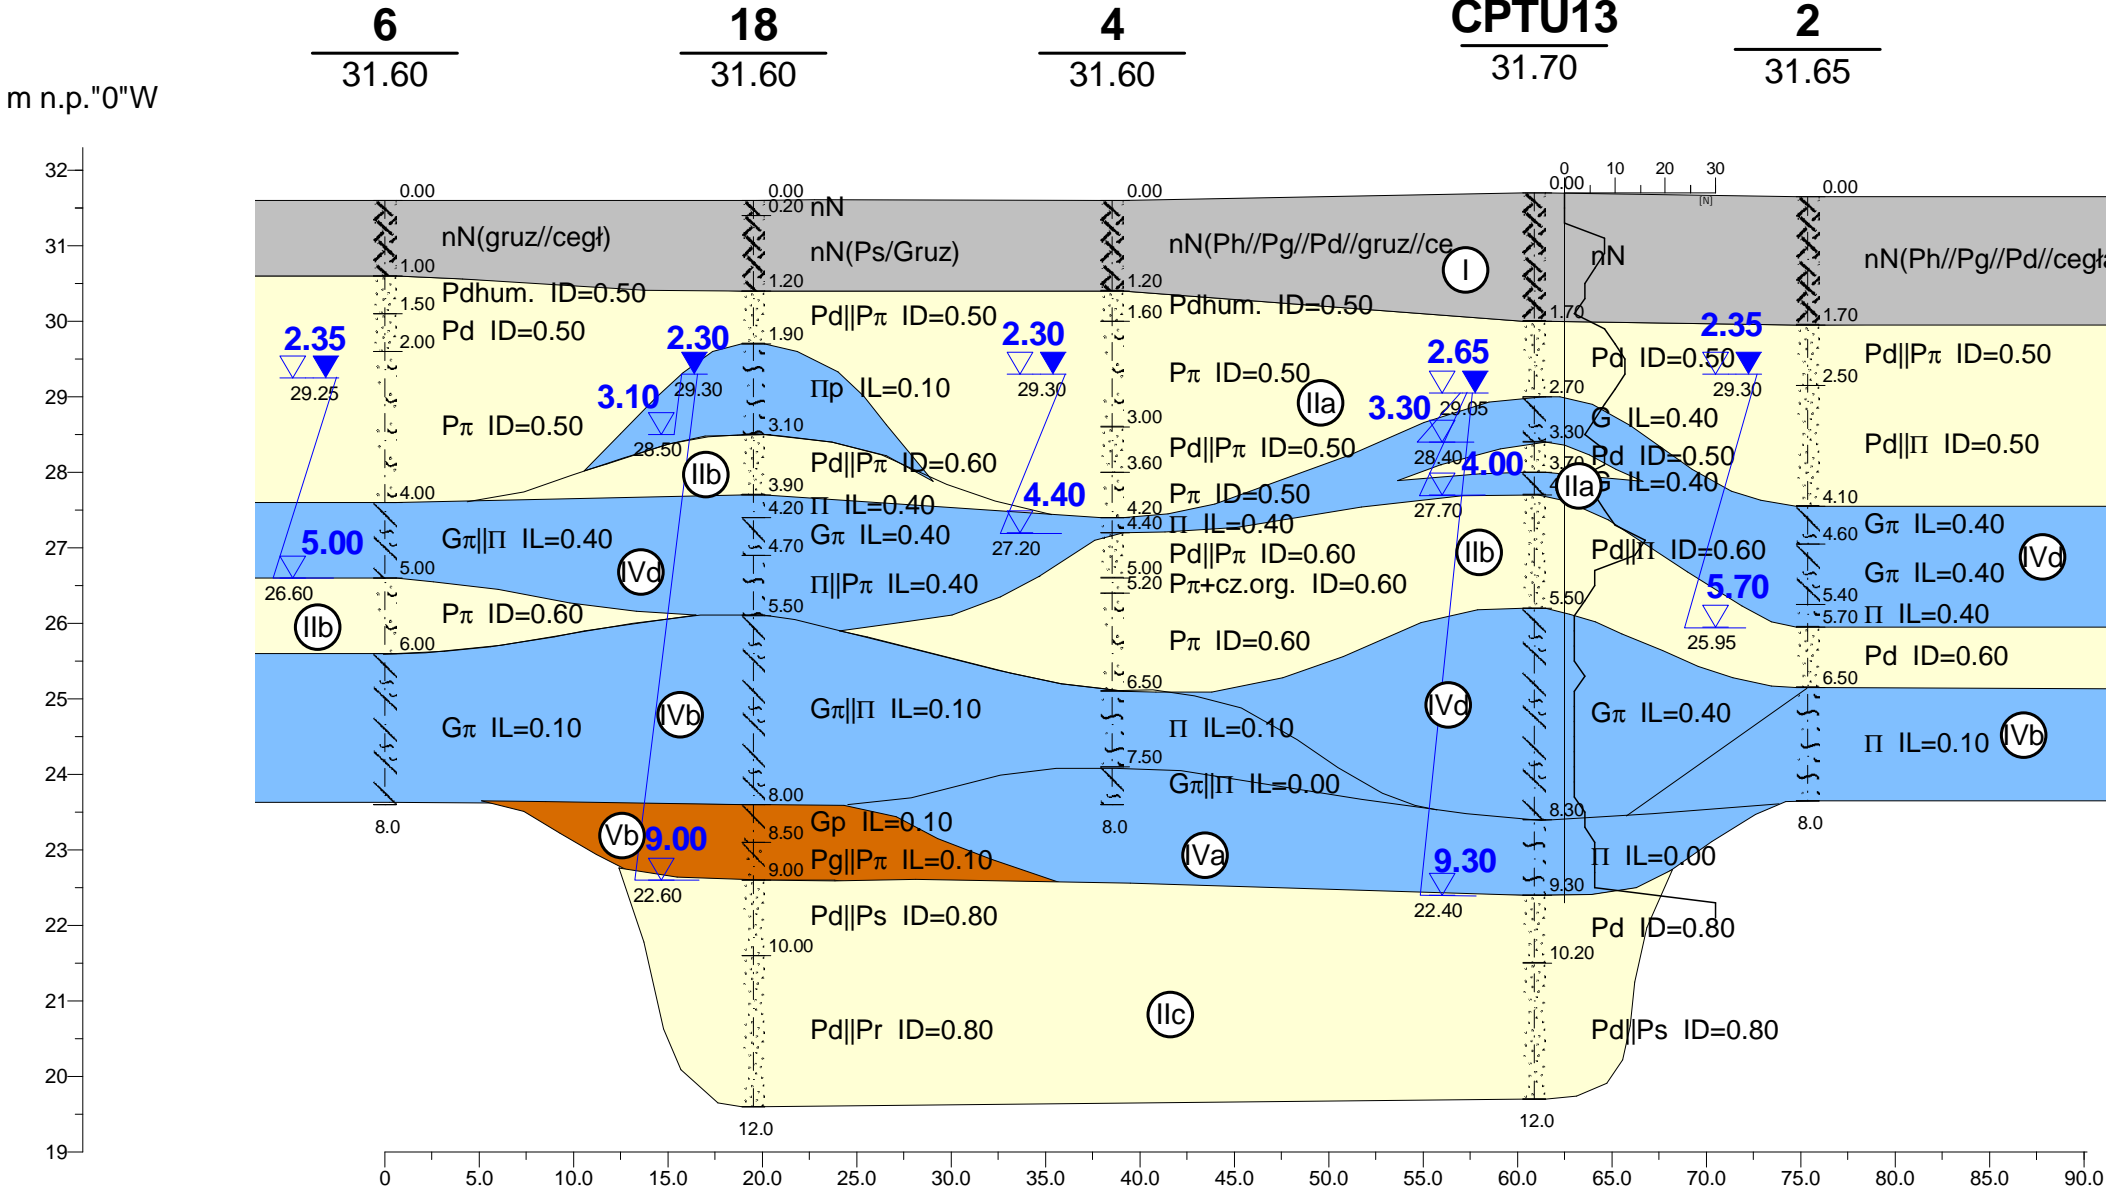 6
18
4
CPTU13
2
31.60
31.60
31.60
31.70
31.65
m n.p."0"W
32
31
30
29
28
27
26
25
24
23
22
21
20
19
0.00
1.00
1.50
2.00
4.00
5.00
6.00
8.0
nN(gruz//cegł)
Pdhum. ID=0.50
Pd ID=0.50
Pπ ID=0.50
Gπ||Π IL=0.40
Pπ ID=0.60
Gπ IL=0.10
2.35
29.25
5.00
26.60
IIb
0.00
0.20
1.20
1.90
3.10
3.90
4.20
4.70
5.50
8.00
8.50
9.00
10.00
12.0
nN
nN(Ps/Gruz)
Pd||Pπ ID=0.50
Πp IL=0.10
Pd||Pπ ID=0.60
Π IL=0.40
Gπ IL=0.40
Π||Pπ IL=0.40
Gπ||Π IL=0.10
Gp IL=0.10
Pg||Pπ IL=0.10
Pd||Ps ID=0.80
Pd||Pr ID=0.80
2.30
29.30
3.10
28.50
9.00
22.60
IIb
IVd
IVb
Vb
0.00
1.20
1.60
3.00
3.60
4.20
4.40
5.00
5.20
6.50
7.50
8.0
nN(Ph//Pg//Pd//gruz//ce
Pdhum. ID=0.50
Pπ ID=0.50
Pd||Pπ ID=0.50
Pπ ID=0.50
Π IL=0.40
Pd||Pπ ID=0.60
Pπ+cz.org. ID=0.60
Pπ ID=0.60
Π IL=0.10
Gπ||Π IL=0.00
2.30
29.30
4.40
27.20
I
IIa
IVa
IIc
0 10 20 30
[N]
0.00
1.70
2.70
3.30
3.70
5.50
8.30
9.30
10.20
12.0
nN
Pd ID=0.50
G IL=0.40
Pd ID=0.50
G IL=0.40
Pd||Π ID=0.60
Gπ IL=0.40
Π IL=0.00
Pd ID=0.80
Pd||Ps ID=0.80
2.65
29.05
3.30
28.40
4.00
27.70
9.30
22.40
IIa
IIb
IVd
0.00
1.70
2.50
4.10
4.60
5.40
5.70
6.50
8.0
nN(Ph//Pg//Pd//cegła
Pd||Pπ ID=0.50
Pd||Π ID=0.50
Gπ IL=0.40
Gπ IL=0.40
Π IL=0.40
Pd ID=0.60
Π IL=0.10
2.35
29.30
5.70
25.95
IVd
IVb
0 5.0 10.0 15.0 20.0 25.0 30.0 35.0 40.0 45.0 50.0 55.0 60.0 65.0 70.0 75.0 80.0 85.0 90.0